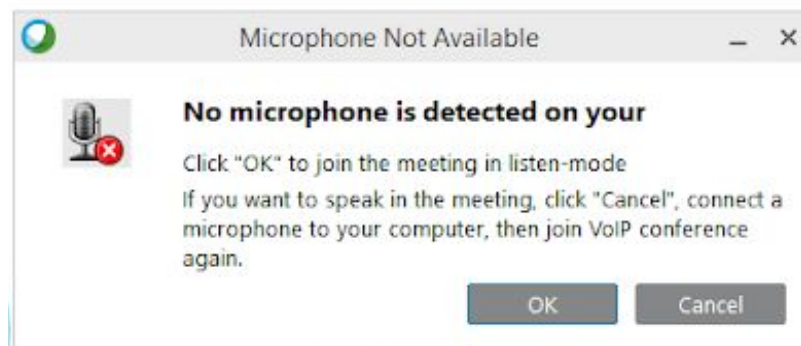 Microphone Not Available
No microphone is detected on your
Click "OK" to join the meeting in listen-mode
If you want to speak in the meeting, click "Cancel", connect a
microphone to your computer, then join VoIP conference
again.
OK Cancel